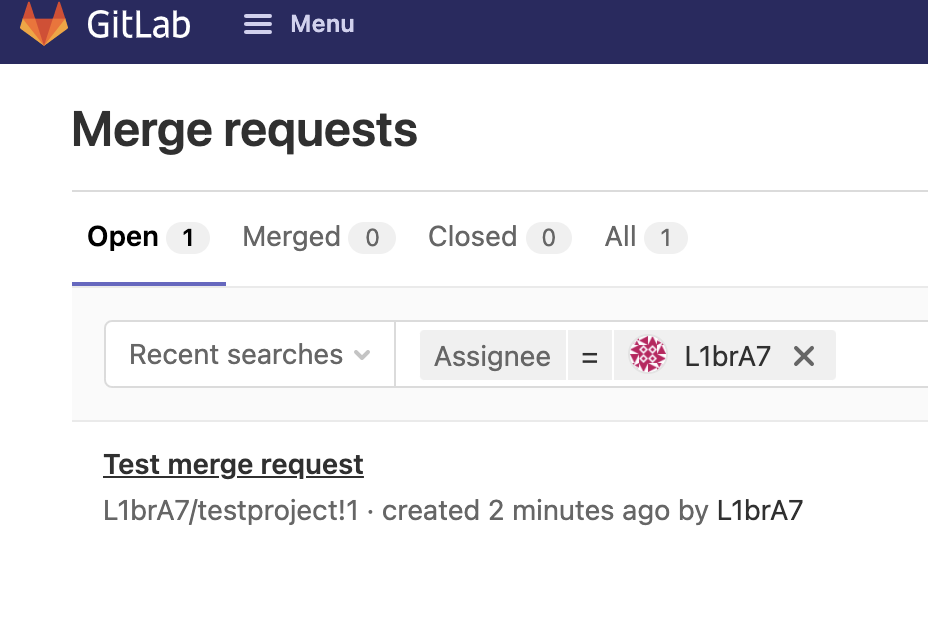 GitLab Menu
Merge requests
Open 1 Merged 0 Closed 0 All 1
Recent searches Assignee = L1brA7
Test merge request
L1brA7/testproject!1 · created 2 minutes ago by L1brA7